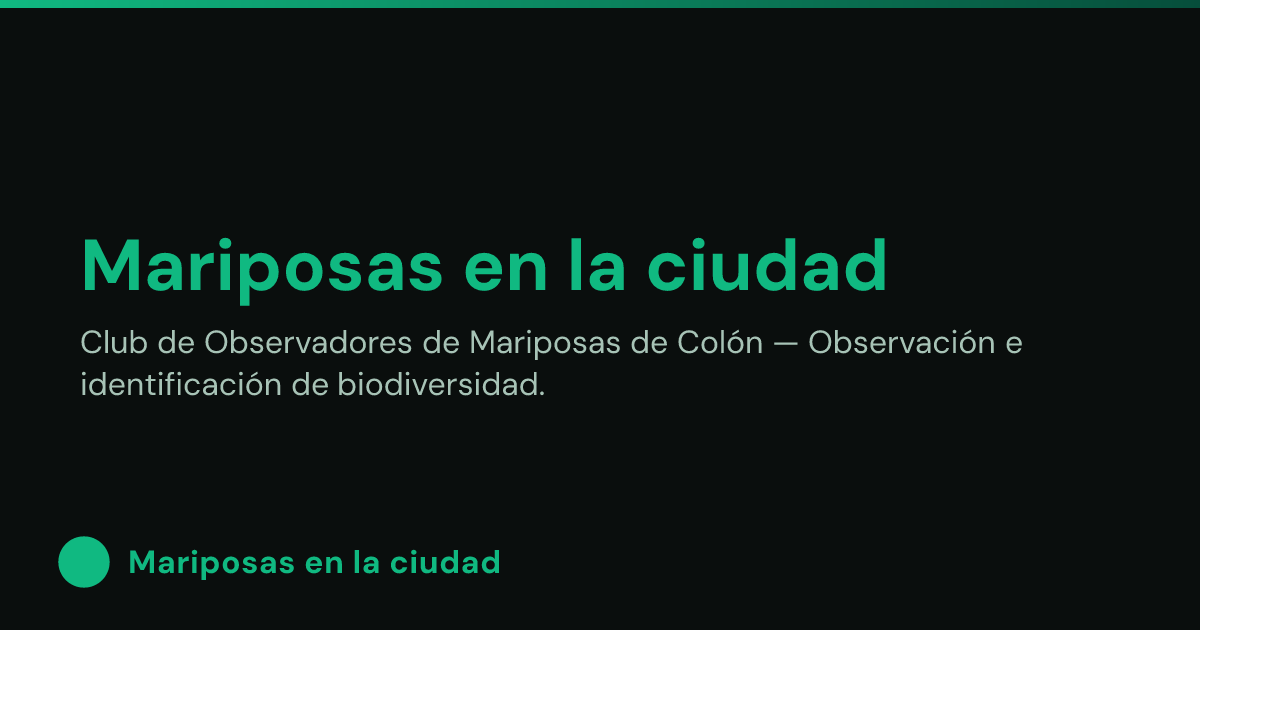 Mariposas en la ciudad
Club de Observadores de Mariposas de Colón — Observación e
identificación de biodiversidad.
Mariposas en la ciudad